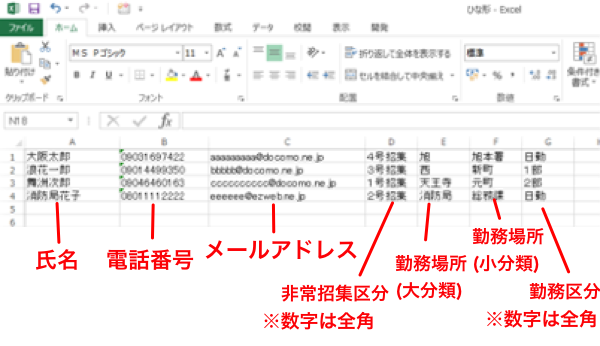 ひな形 - Excel
ファイル ホーム 挿入 ページ レイアウト 数式 データ 校閲 表示 開発
貼り付け
MS Pゴシック 11
B I U
折り返して全体を表示する
セルを結合して中央揃え
標準
条件付き
書式
クリップボード フォント 配置 数値
N18 fx
A B C D E F G
1 大阪太郎 09031697422 aaaaaaaaa@docomo.ne.jp 4号招集 旭 旭本署 日勤
2 浪花一郎 09014499350 bbbbb@docomo.ne.jp 3号招集 西 新町 1部
3 舞洲次郎 09046460163 cccccccccc@docomo.ne.jp 1号招集 天王寺 元町 2部
4 消防局花子 08011112222 eeeeee@ezweb.ne.jp 2号招集 消防局 総務課 日勤
5
6
氏名
電話番号
メールアドレス
非常招集区分
※数字は全角
勤務場所
(大分類)
勤務場所
(小分類)
勤務区分
※数字は全角